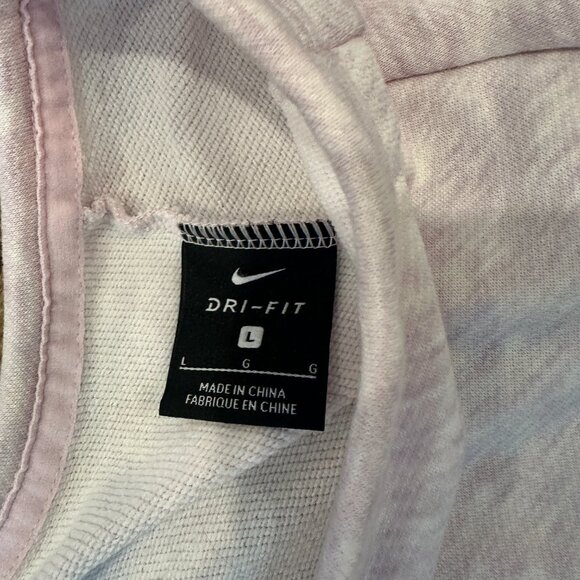 DRI-FIT
L
L G G
MADE IN CHINA
FABRIQUE EN CHINE